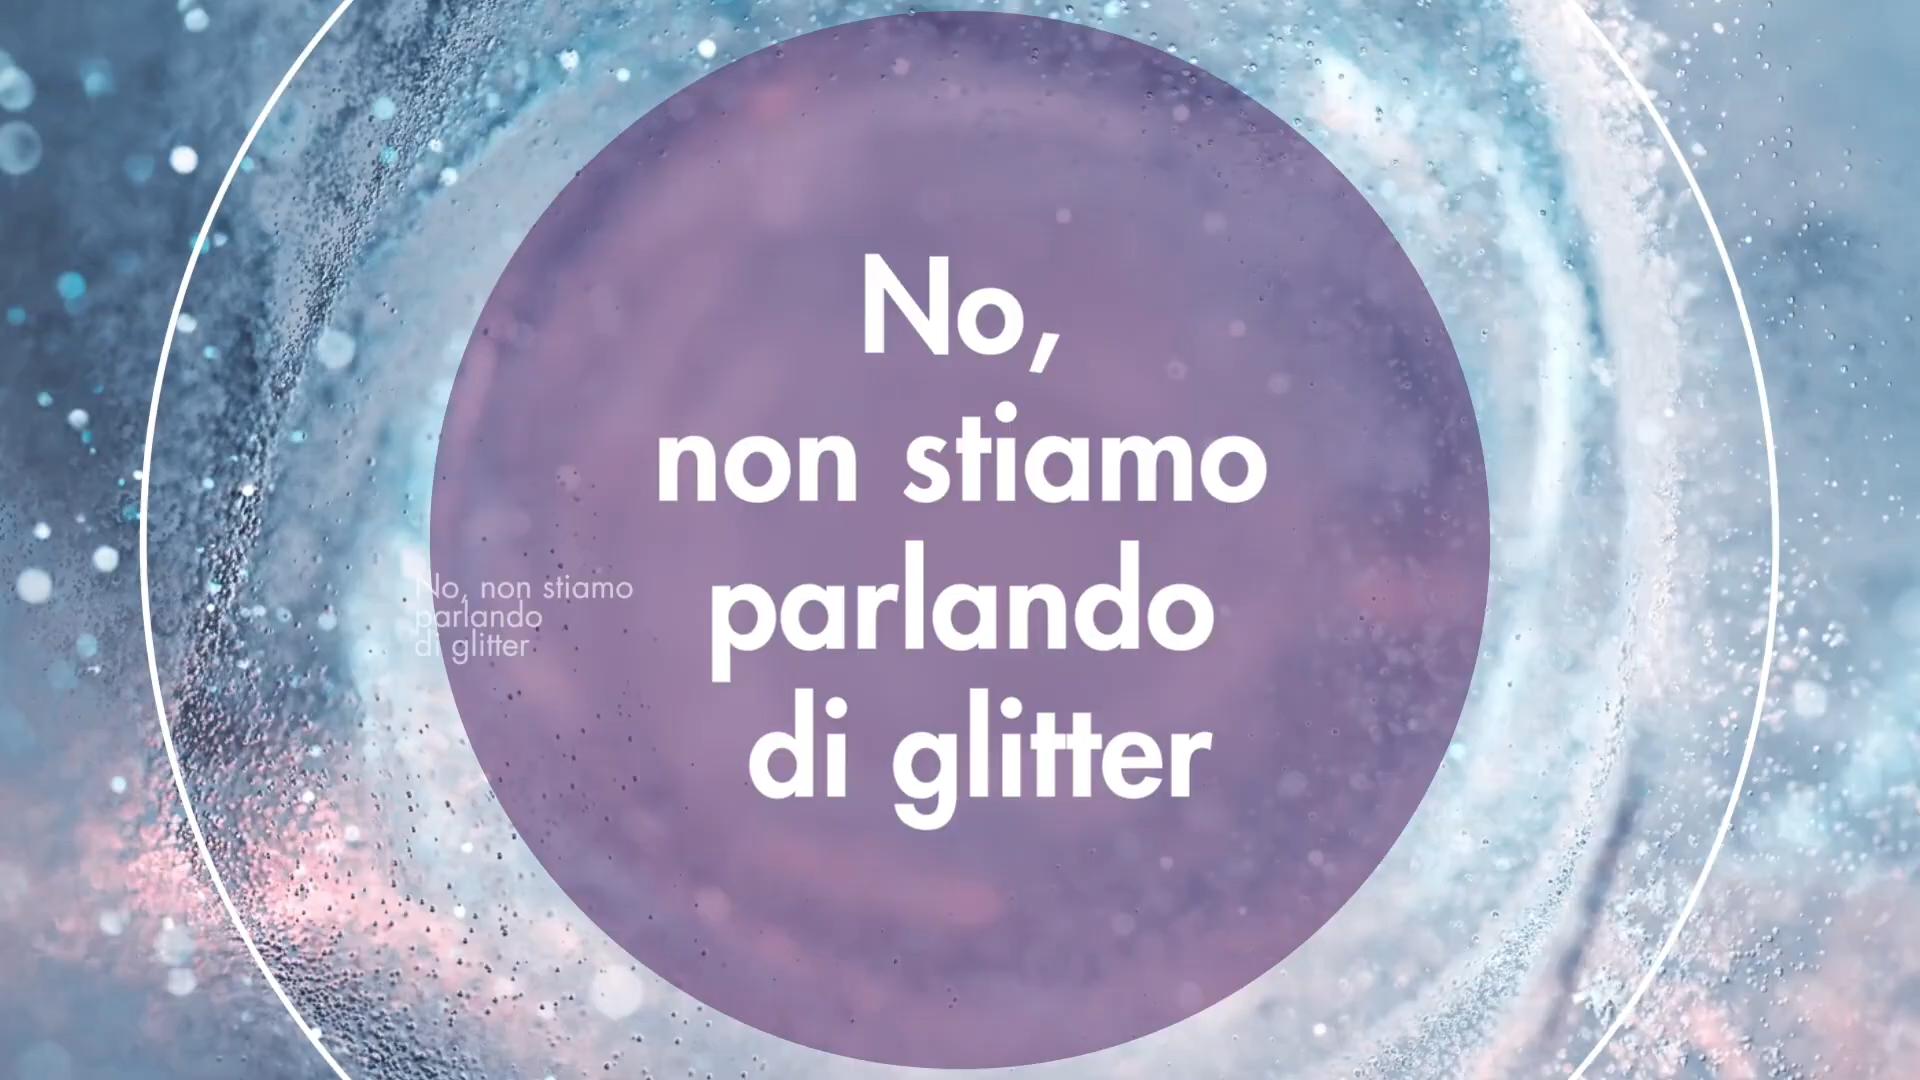 No,
non stiamo
parlando
di glitter
No, non stiamo
parlando
di glitter